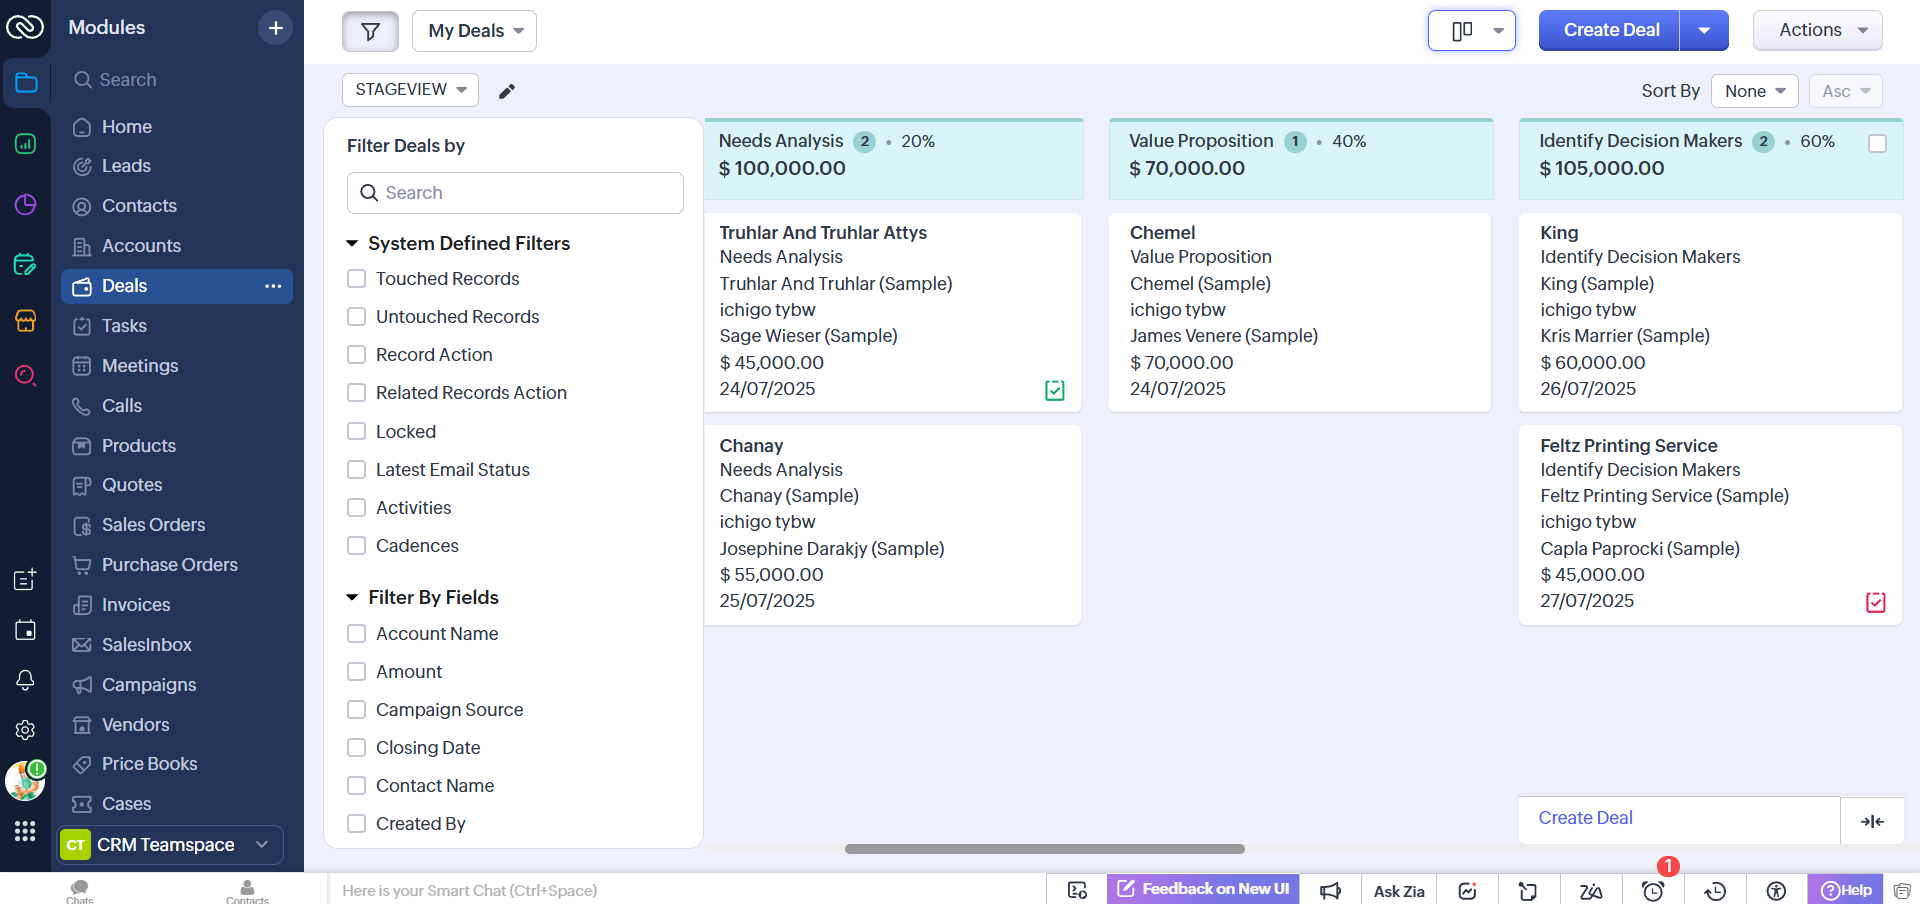 Modules
Search
Home
Leads
Contacts
Accounts
Deals
Tasks
Meetings
Calls
Products
Quotes
Sales Orders
Purchase Orders
Invoices
SalesInbox
Campaigns
Vendors
Price Books
Cases
CT CRM Teamspace
My Deals
Create Deal
Actions
STAGEVIEW
Sort By None Asc
Filter Deals by
Search
System Defined Filters
Touched Records
Untouched Records
Record Action
Related Records Action
Locked
Latest Email Status
Activities
Cadences
Filter By Fields
Account Name
Amount
Campaign Source
Closing Date
Contact Name
Created By
Needs Analysis 2 • 20%
$ 100,000.00
Truhlar And Truhlar Attys
Needs Analysis
Truhlar And Truhlar (Sample)
ichigo tybw
Sage Wieser (Sample)
$ 45,000.00
24/07/2025
Chanay
Needs Analysis
Chanay (Sample)
ichigo tybw
Josephine Darakjy (Sample)
$ 55,000.00
25/07/2025
Value Proposition 1 • 40%
$ 70,000.00
Chemel
Value Proposition
Chemel (Sample)
ichigo tybw
James Venere (Sample)
$ 70,000.00
24/07/2025
Identify Decision Makers 2 • 60%
$ 105,000.00
King
Identify Decision Makers
King (Sample)
ichigo tybw
Kris Marrier (Sample)
$ 60,000.00
26/07/2025
Feltz Printing Service
Identify Decision Makers
Feltz Printing Service (Sample)
ichigo tybw
Capla Paprocki (Sample)
$ 45,000.00
27/07/2025
Create Deal
Chats
Contacts
Here is your Smart Chat (Ctrl+Space)
Feedback on New UI
Ask Zia
1
Help